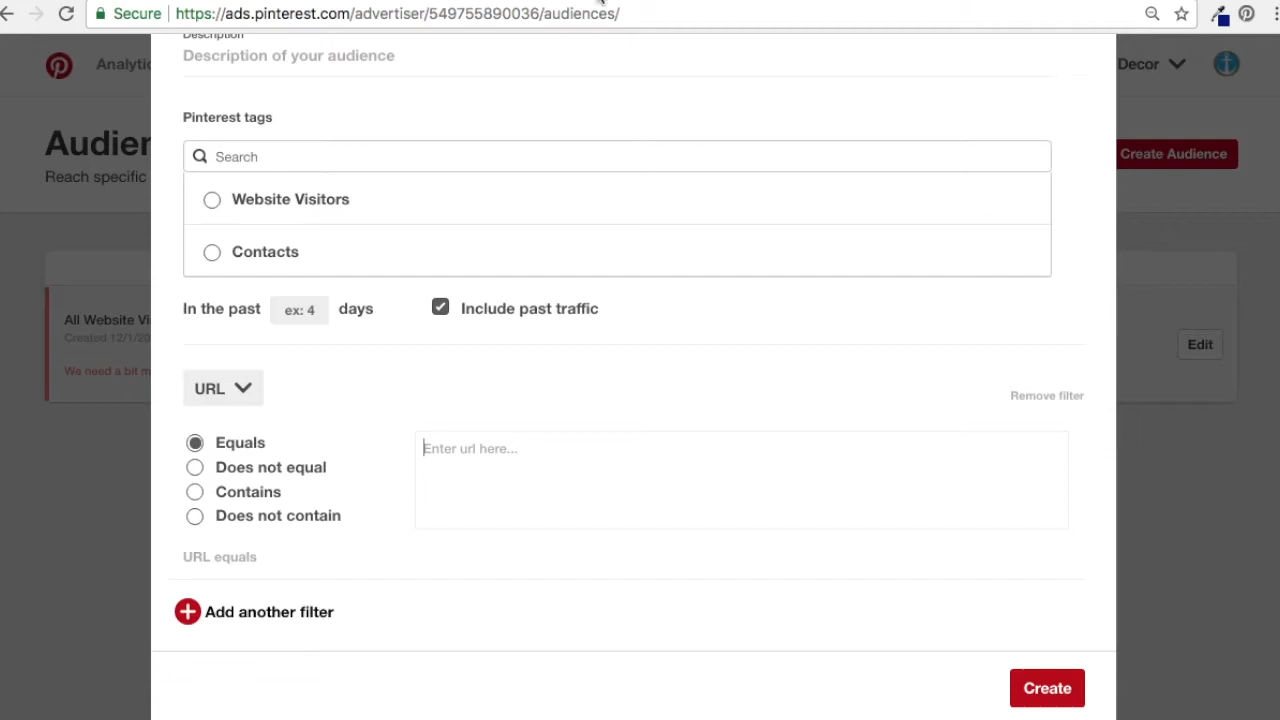 Secure https://ads.pinterest.com/advertiser/549755890036/audiences/
Description
Description of your audience
Analytic
Decor
Pinterest tags
Audien
Create Audience
Search
Reach specific
Website Visitors
Contacts
In the past ex: 4 days Include past traffic
All Website Vi
Created 12/1/20
Edit
We need a bit m
URL
Remove filter
Equals
Enter url here...
Does not equal
Contains
Does not contain
URL equals
Add another filter
Create